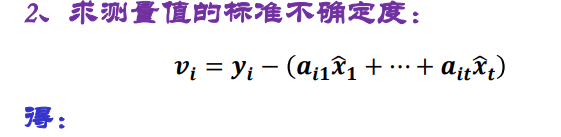 2、求测量值的标准不确定度：
vᵢ = yᵢ − (aᵢ₁x̂₁ + ⋯ + aᵢₜx̂ₜ)
得：